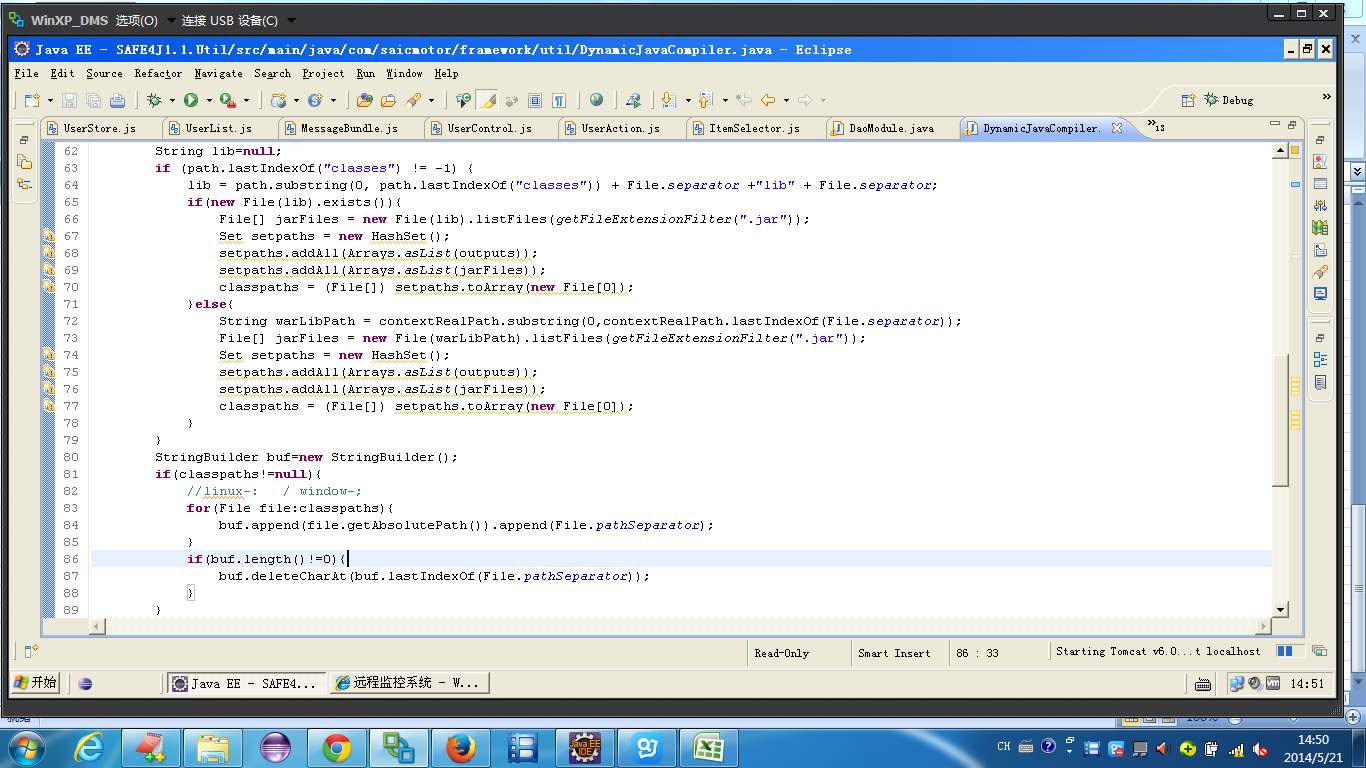 WinXP_DMS 选项(O) 连接 USB 设备(C)
Java EE - SAFE4J1.1.Util/src/main/java/com/saicmotor/framework/util/DynamicJavaCompiler.java - Eclipse
File Edit Source Refactor Navigate Search Project Run Window Help
Debug
UserStore.js UserList.js MessageBundle.js UserControl.js UserAction.js ItemSelector.js DaoModule.java DynamicJavaCompiler. 13
62 String lib=null;
63 if (path.lastIndexOf("classes") != -1) {
64 lib = path.substring(0, path.lastIndexOf("classes")) + File.separator +"lib" + File.separator;
65 if(new File(lib).exists()){
66 File[] jarFiles = new File(lib).listFiles(getFileExtensionFilter(".jar"));
67 Set setpaths = new HashSet();
68 setpaths.addAll(Arrays.asList(outputs));
69 setpaths.addAll(Arrays.asList(jarFiles));
70 classpaths = (File[]) setpaths.toArray(new File[0]);
71 }else{
72 String warLibPath = contextRealPath.substring(0,contextRealPath.lastIndexOf(File.separator));
73 File[] jarFiles = new File(warLibPath).listFiles(getFileExtensionFilter(".jar"));
74 Set setpaths = new HashSet();
75 setpaths.addAll(Arrays.asList(outputs));
76 setpaths.addAll(Arrays.asList(jarFiles));
77 classpaths = (File[]) setpaths.toArray(new File[0]);
78 }
79 }
80 StringBuilder buf=new StringBuilder();
81 if(classpaths!=null){
82 //linux-: / window-;
83 for(File file:classpaths){
84 buf.append(file.getAbsolutePath()).append(File.pathSeparator);
85 }
86 if(buf.length()!=0){
87 buf.deleteCharAt(buf.lastIndexOf(File.pathSeparator));
88 }
89 }
Read-Only Smart Insert 86 : 33 Starting Tomcat v6.0...t localhost
开始 Java EE - SAFE4... 远程监控系统 - W... 14:51
CH 14:50
2014/5/21